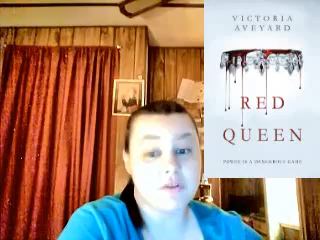 VICTORIA
AVEYARD
RED
QUEEN
POWER IS A DANGEROUS GAME